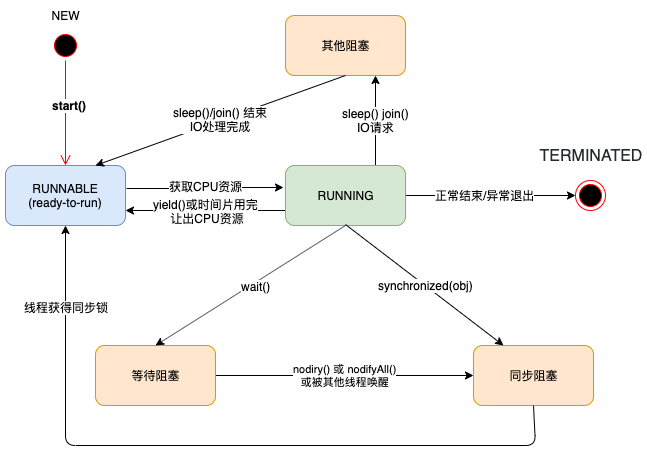 NEW
其他阻塞
start()
sleep()/join() 结束
IO处理完成
sleep() join()
IO请求
TERMINATED
RUNNABLE
(ready-to-run)
获取CPU资源
yield()或时间片用完
让出CPU资源
RUNNING
正常结束/异常退出
wait()
synchronized(obj)
线程获得同步锁
等待阻塞
nodiry() 或 nodifyAll()
或被其他线程唤醒
同步阻塞